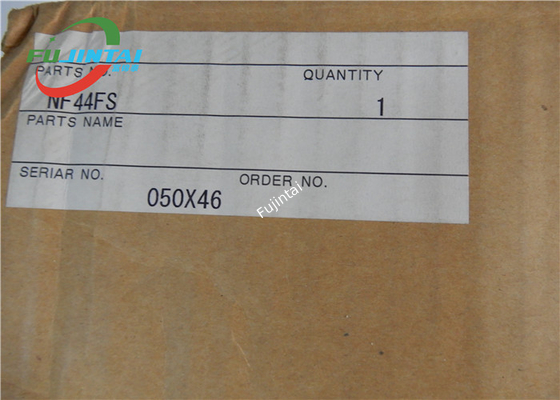 FUJINTAI
PARTS NO. QUANTITY
NF44FS 1
PARTS NAME
SERIAR NO. ORDER NO.
050X46
Fujintai